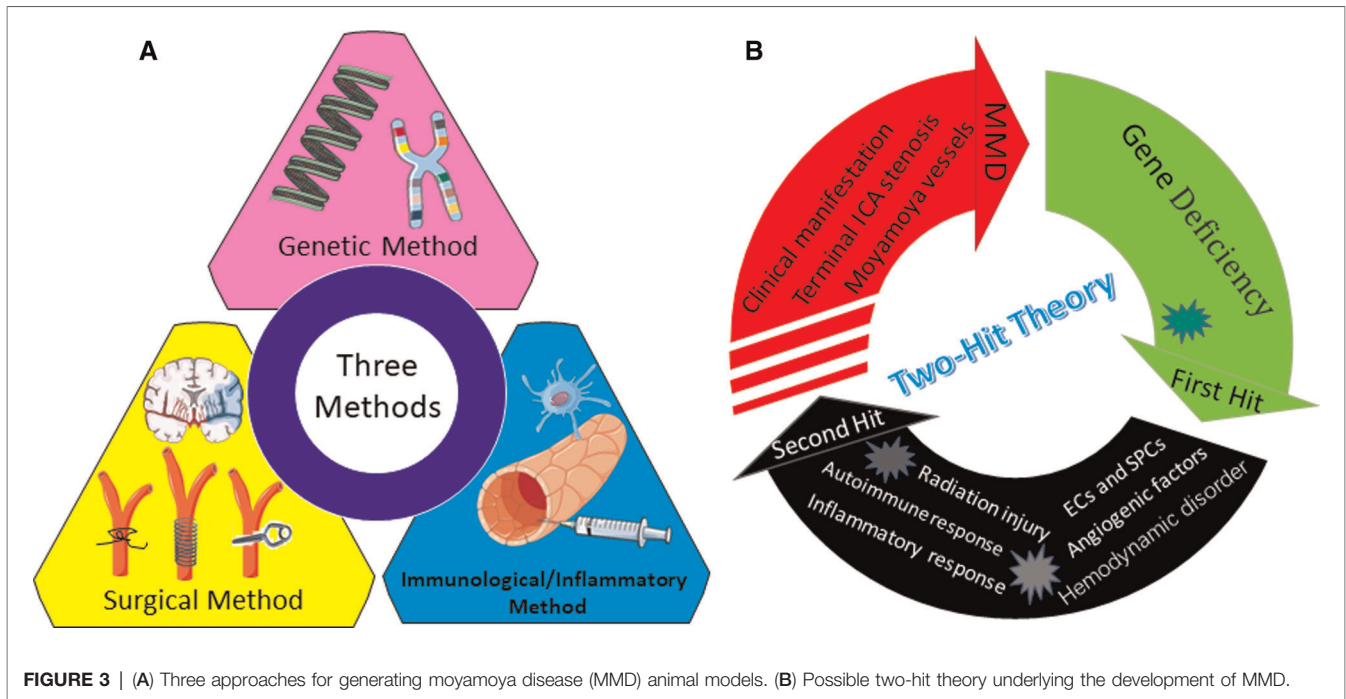 A
Genetic Method
Three
Methods
Surgical Method
Immunological/Inflammatory
Method
B
Clinical manifestation
Terminal ICA stenosis
Moyamoya vessels
MMD
Gene Deficiency
First Hit
Two-Hit Theory
Second Hit
Radiation injury
Autoimmune response
Inflammatory response
ECs and SPCs
Angiogenic factors
Hemodynamic disorder
FIGURE 3 | (A) Three approaches for generating moyamoya disease (MMD) animal models. (B) Possible two-hit theory underlying the development of MMD.